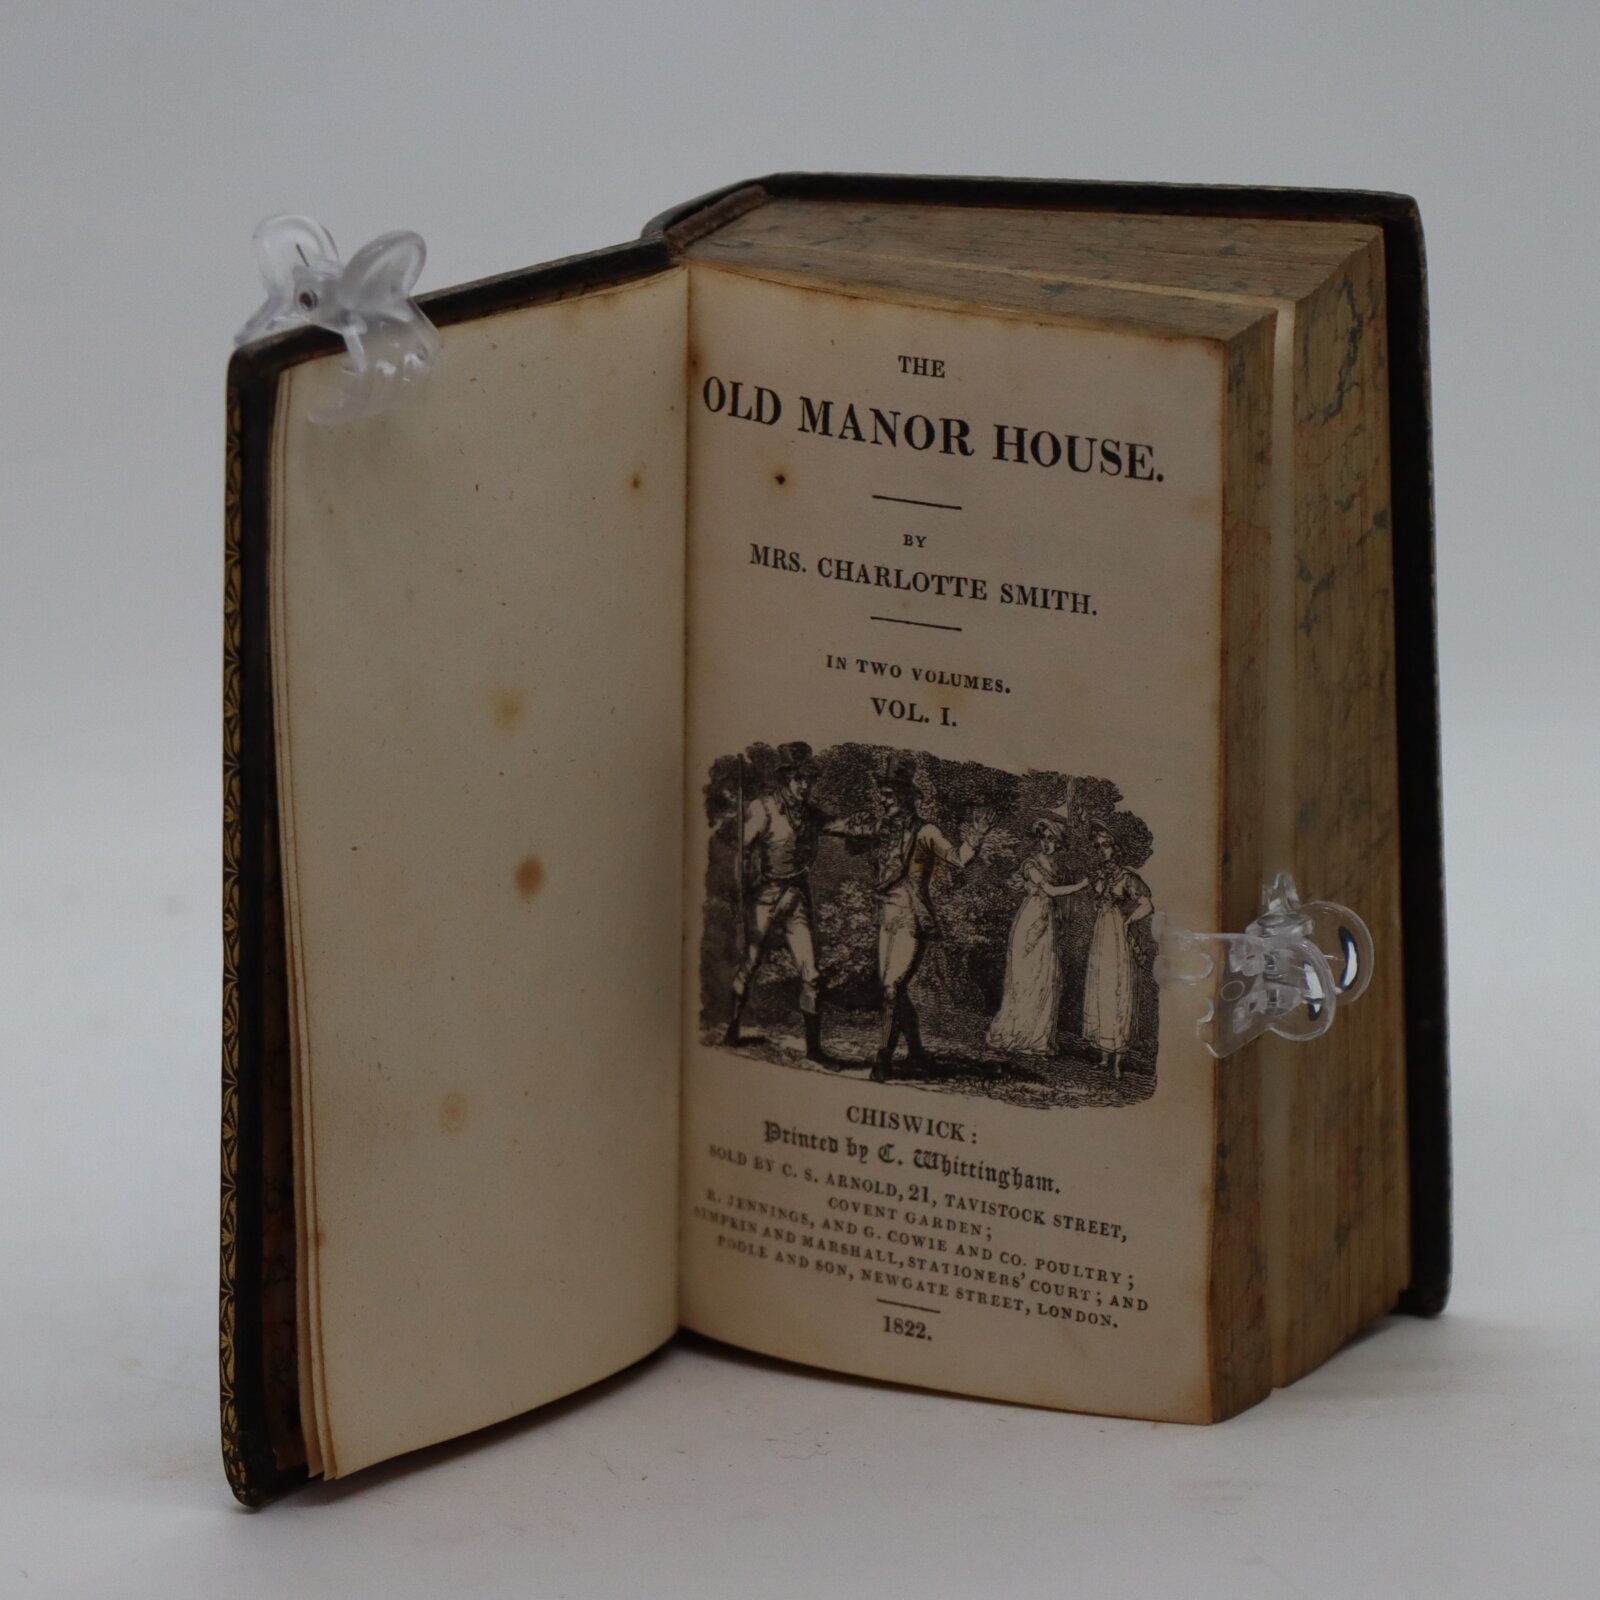 THE
OLD MANOR HOUSE.
BY
MRS. CHARLOTTE SMITH.
IN TWO VOLUMES.
VOL. I.
CHISWICK:
Printed by C. Whittingham.
SOLD BY C. S. ARNOLD, 21, TAVISTOCK STREET,
COVENT GARDEN;
R. JENNINGS, AND G. COWIE AND CO. POULTRY;
SIMPKIN AND MARSHALL, STATIONERS' COURT; AND
POOLE AND SON, NEWGATE STREET, LONDON.
1822.